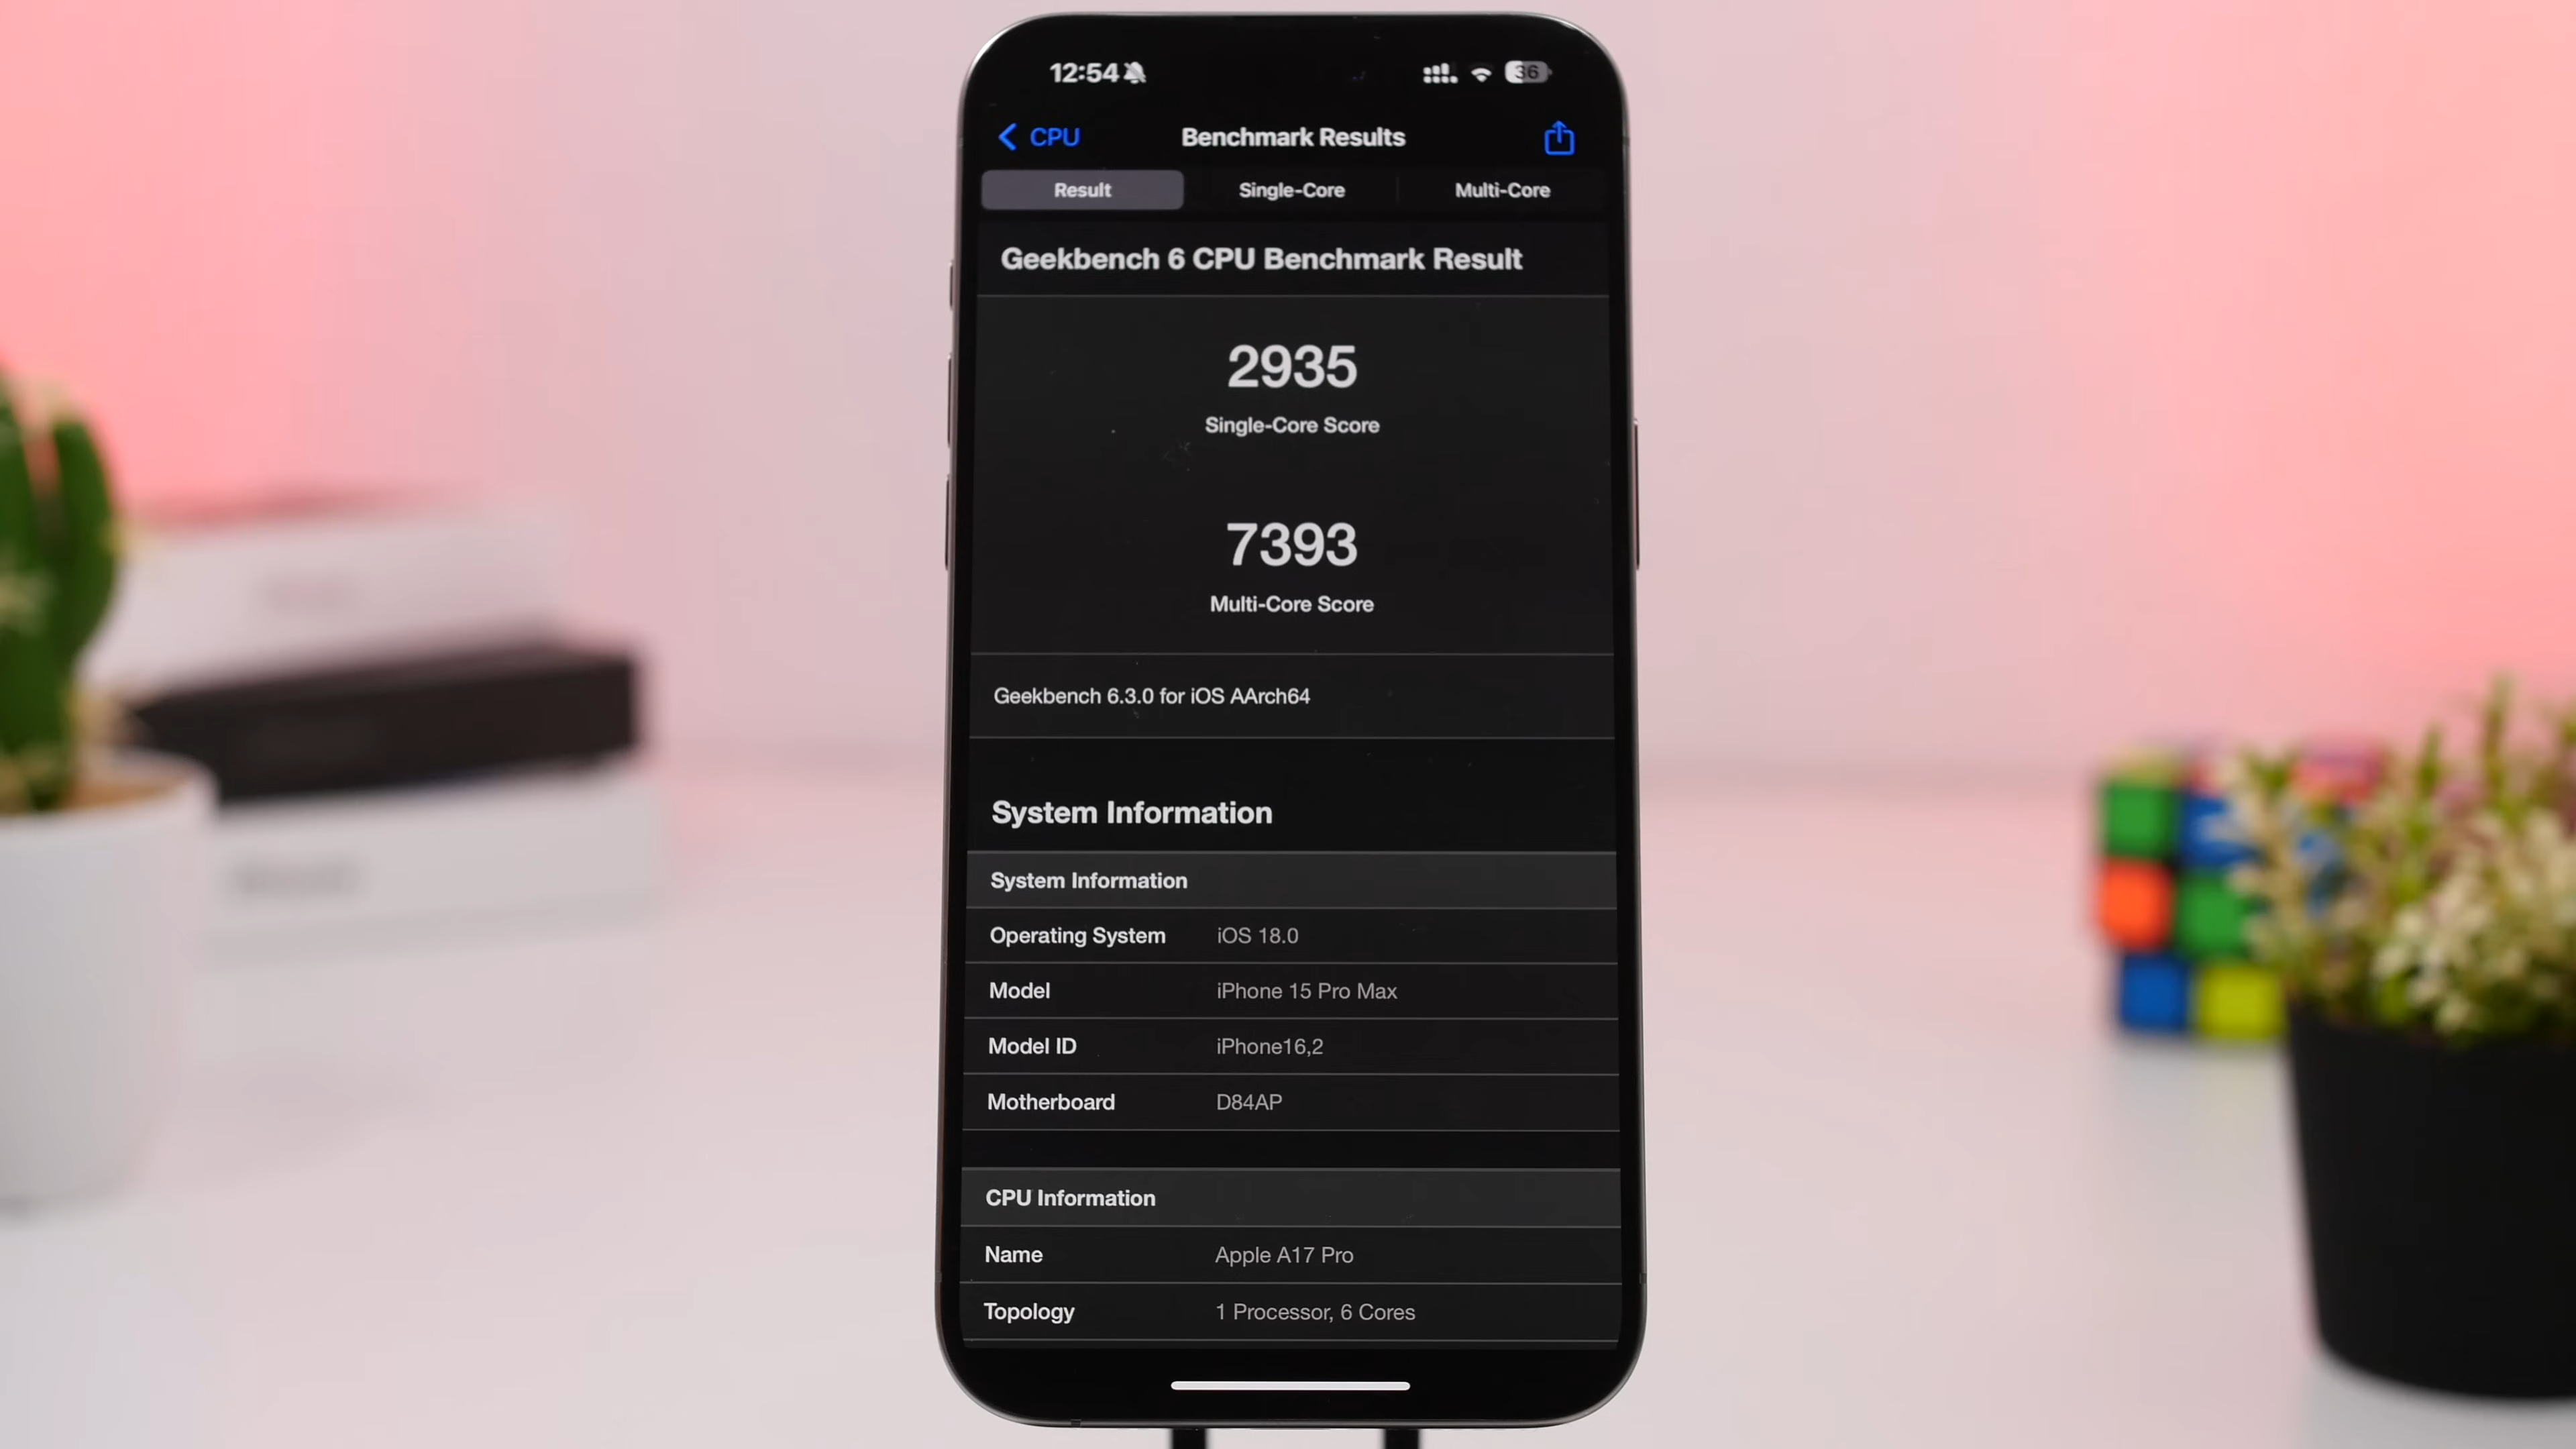 12:54
36
CPU
Benchmark Results
Result
Single-Core
Multi-Core
Geekbench 6 CPU Benchmark Result
2935
Single-Core Score
7393
Multi-Core Score
Geekbench 6.3.0 for iOS AArch64
System Information
System Information
Operating System iOS 18.0
Model iPhone 15 Pro Max
Model ID iPhone16,2
Motherboard D84AP
CPU Information
Name Apple A17 Pro
Topology 1 Processor, 6 Cores